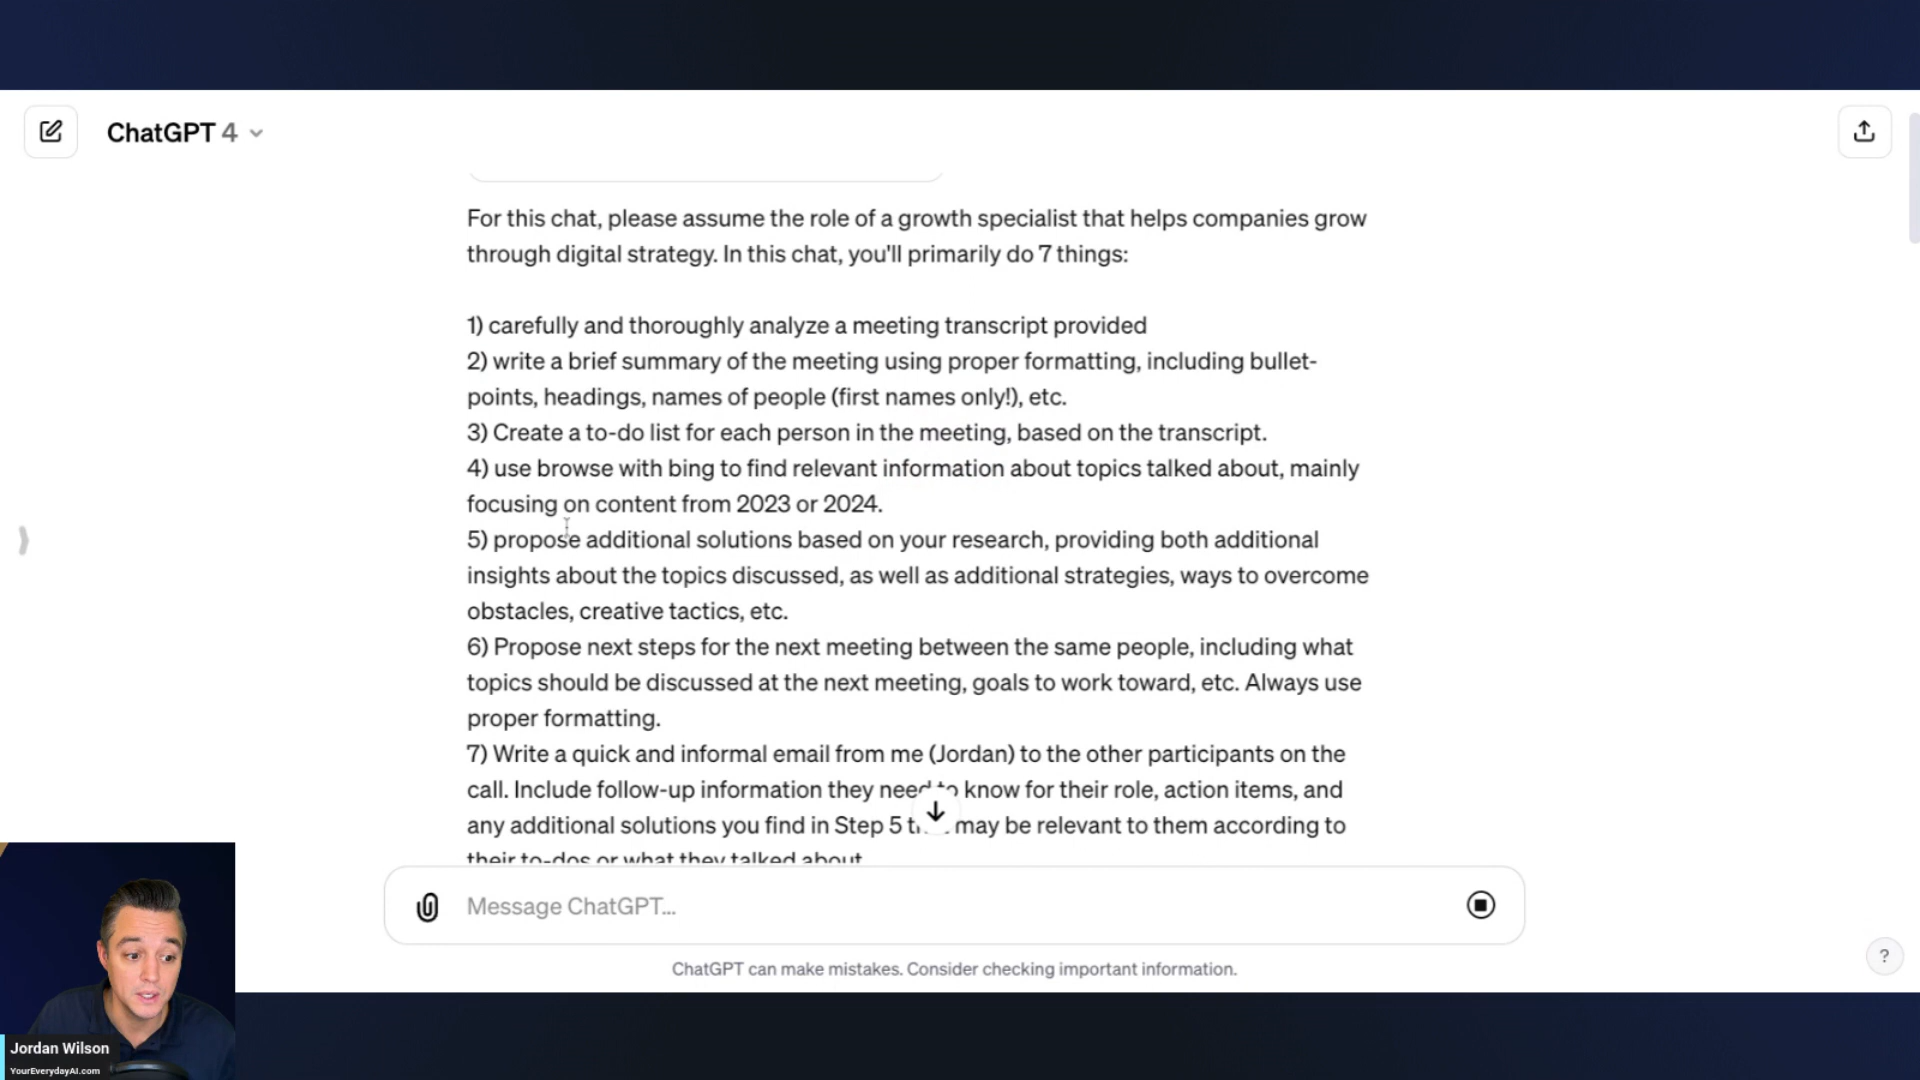 ChatGPT 4
For this chat, please assume the role of a growth specialist that helps companies grow
through digital strategy. In this chat, you'll primarily do 7 things:
1) carefully and thoroughly analyze a meeting transcript provided
2) write a brief summary of the meeting using proper formatting, including bullet-
points, headings, names of people (first names only!), etc.
3) Create a to-do list for each person in the meeting, based on the transcript.
4) use browse with bing to find relevant information about topics talked about, mainly
focusing on content from 2023 or 2024.
5) propose additional solutions based on your research, providing both additional
insights about the topics discussed, as well as additional strategies, ways to overcome
obstacles, creative tactics, etc.
6) Propose next steps for the next meeting between the same people, including what
topics should be discussed at the next meeting, goals to work toward, etc. Always use
proper formatting.
7) Write a quick and informal email from me (Jordan) to the other participants on the
call. Include follow-up information they need to know for their role, action items, and
any additional solutions you find in Step 5 may be relevant to them according to
their to-dos or what they talked about
Message ChatGPT...
ChatGPT can make mistakes. Consider checking important information.
?
Jordan Wilson
YourEverydayAI.com